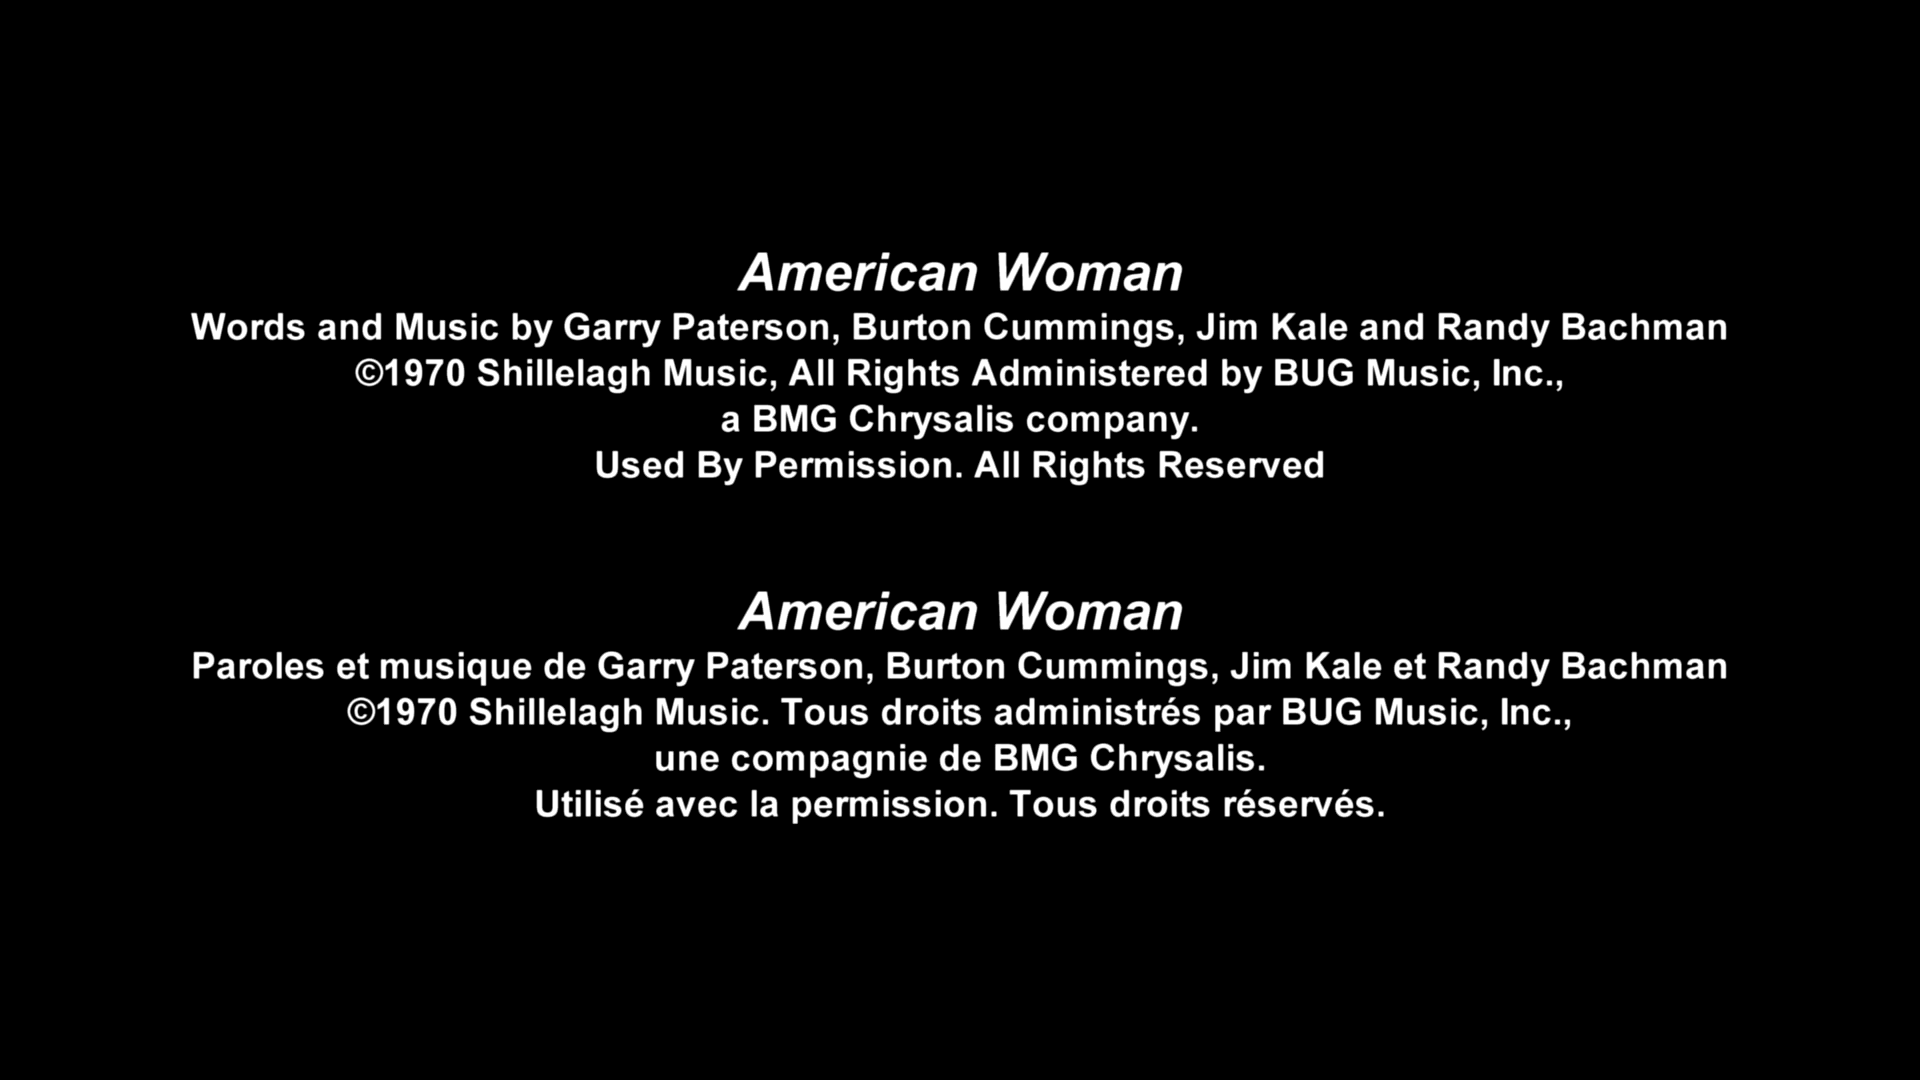 American Woman
Words and Music by Garry Paterson, Burton Cummings, Jim Kale and Randy Bachman
©1970 Shillelagh Music, All Rights Administered by BUG Music, Inc.,
a BMG Chrysalis company.
Used By Permission. All Rights Reserved
American Woman
Paroles et musique de Garry Paterson, Burton Cummings, Jim Kale et Randy Bachman
©1970 Shillelagh Music. Tous droits administrés par BUG Music, Inc.,
une compagnie de BMG Chrysalis.
Utilisé avec la permission. Tous droits réservés.